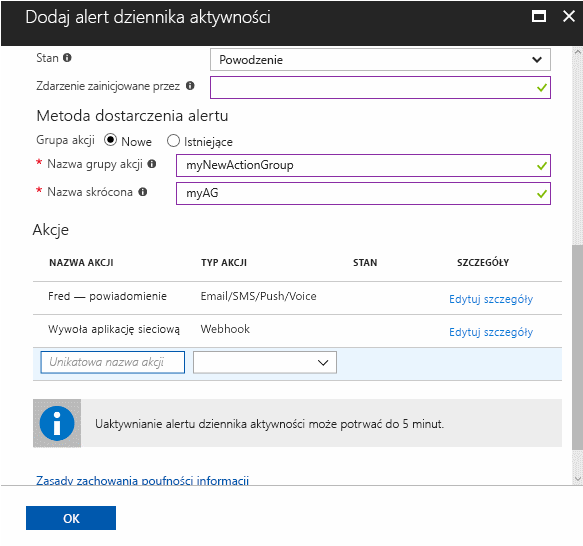 Dodaj alert dziennika aktywności
Stan
Powodzenie
Zdarzenie zainicjowane przez
Metoda dostarczenia alertu
Grupa akcji Nowe Istniejące
* Nazwa grupy akcji myNewActionGroup
* Nazwa skrócona myAG
Akcje
NAZWA AKCJI TYP AKCJI STAN SZCZEGÓŁY
Fred — powiadomienie Email/SMS/Push/Voice Edytuj szczegóły
Wywoła aplikację sieciową Webhook Edytuj szczegóły
Unikatowa nazwa akcji
Uaktywnianie alertu dziennika aktywności może potrwać do 5 minut.
Zasady zachowania poufności informacji
OK